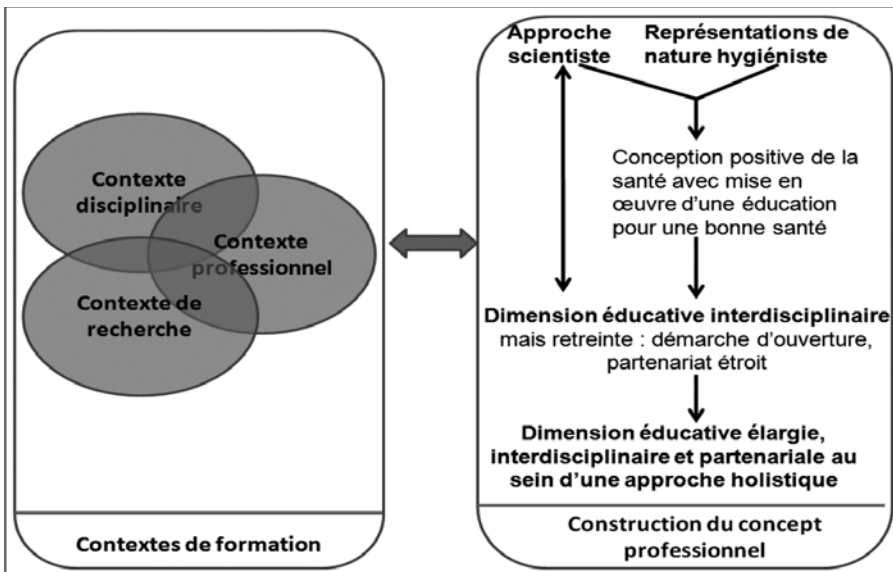 Contexte
disciplinaire
Contexte
professionnel
Contexte de
recherche
Contextes de formation
Approche
scientiste
Représentations de
nature hygiéniste
Conception positive de la
santé avec mise en
œuvre d’une éducation
pour une bonne santé
Dimension éducative interdisciplinaire
mais retreinte : démarche d’ouverture,
partenariat étroit
Dimension éducative élargie,
interdisciplinaire et partenariale au
sein d’une approche holistique
Construction du concept
professionnel